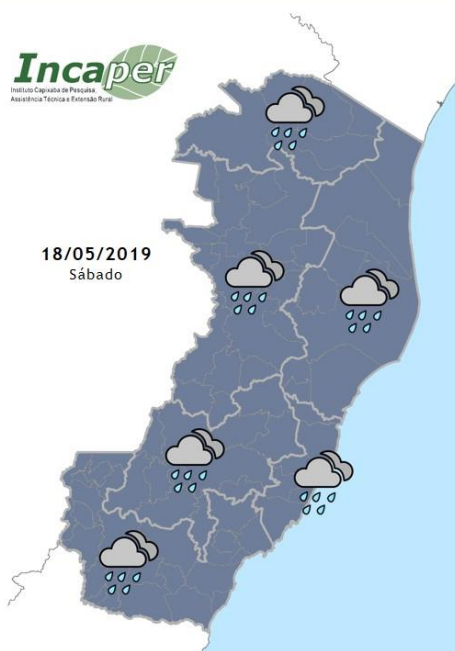 Incaper
Instituto Capixaba de Pesquisa,
Assistência Técnica e Extensão Rural
18/05/2019
Sábado